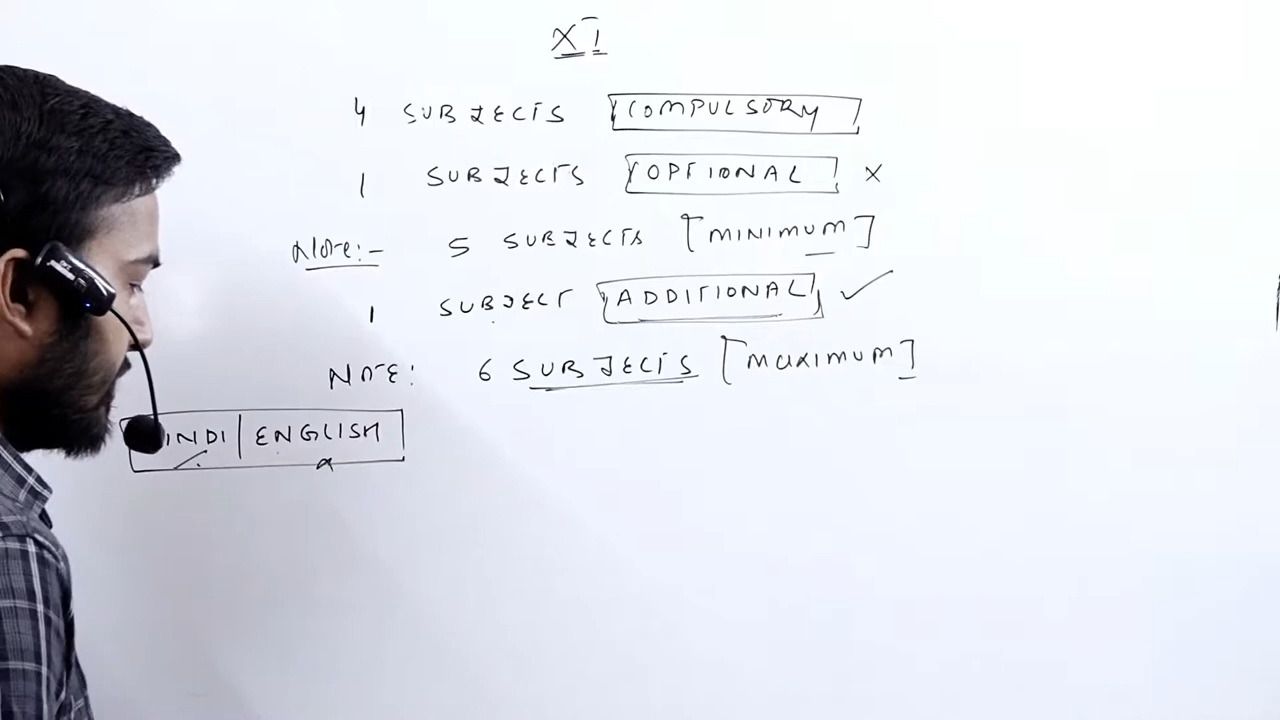 XI
4 SUBJECTS COMPULSORY
1 SUBJECTS OPTIONAL X
Note:- 5 SUBJECTS [MINIMUM]
1 SUBJECT ADDITIONAL ✓
NOTE: 6 SUBJECTS [MAXIMUM]
INDI | ENGLISH